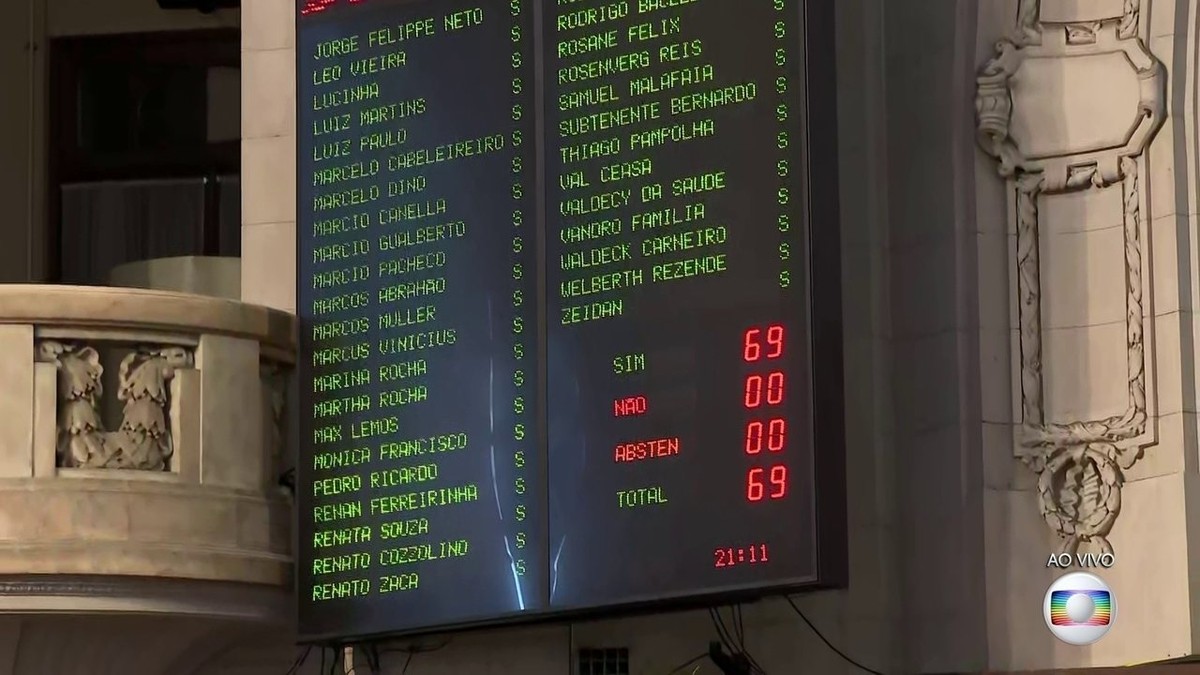 JORGE FELIPPE NETO S
LEO VIEIRA S
LUCINHA S
LUIZ MARTINS S
LUIZ PAULO S
MARCELO CABELEIREIRO S
MARCELO DINO S
MARCIO CANELLA S
MARCIO GUALBERTO S
MARCIO PACHECO S
MARCOS ABRAHÃO S
MARCOS MULLER S
MARCUS VINICIUS S
MARINA ROCHA S
MARTHA ROCHA S
MAX LEMOS S
MONICA FRANCISCO S
PEDRO RICARDO S
RENAN FERREIRINHA S
RENATA SOUZA S
RENATO COZZOLINO S
RENATO ZACA S
RODRIGO
ROSANE FELIX S
ROSENVERG REIS S
SAMUEL MALAFAIA S
SUBTENENTE BERNARDO S
THIAGO PAMPOLHA S
VAL CEASA S
VALDECY DA SAUDE S
VANDRO FAMILIA S
WALDECK CARNEIRO S
WELBERTH REZENDE S
ZEIDAN S
SIM 69
NÃO 00
ABSTEN 00
TOTAL 69
21:11
AO VIVO